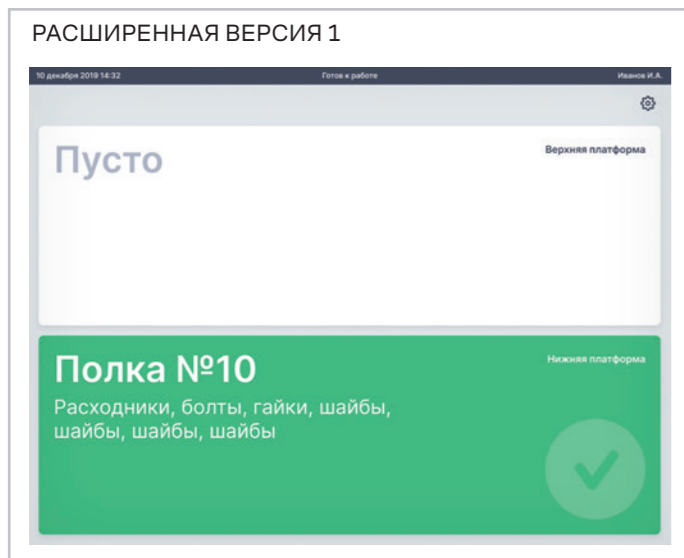 РАСШИРЕННАЯ ВЕРСИЯ 1
10 декабря 2019 14:32 Готов к работе Иванов И.А.
Пусто
Верхняя платформа
Полка №10
Нижняя платформа
Расходники, болты, гайки, шайбы,
шайбы, шайбы, шайбы